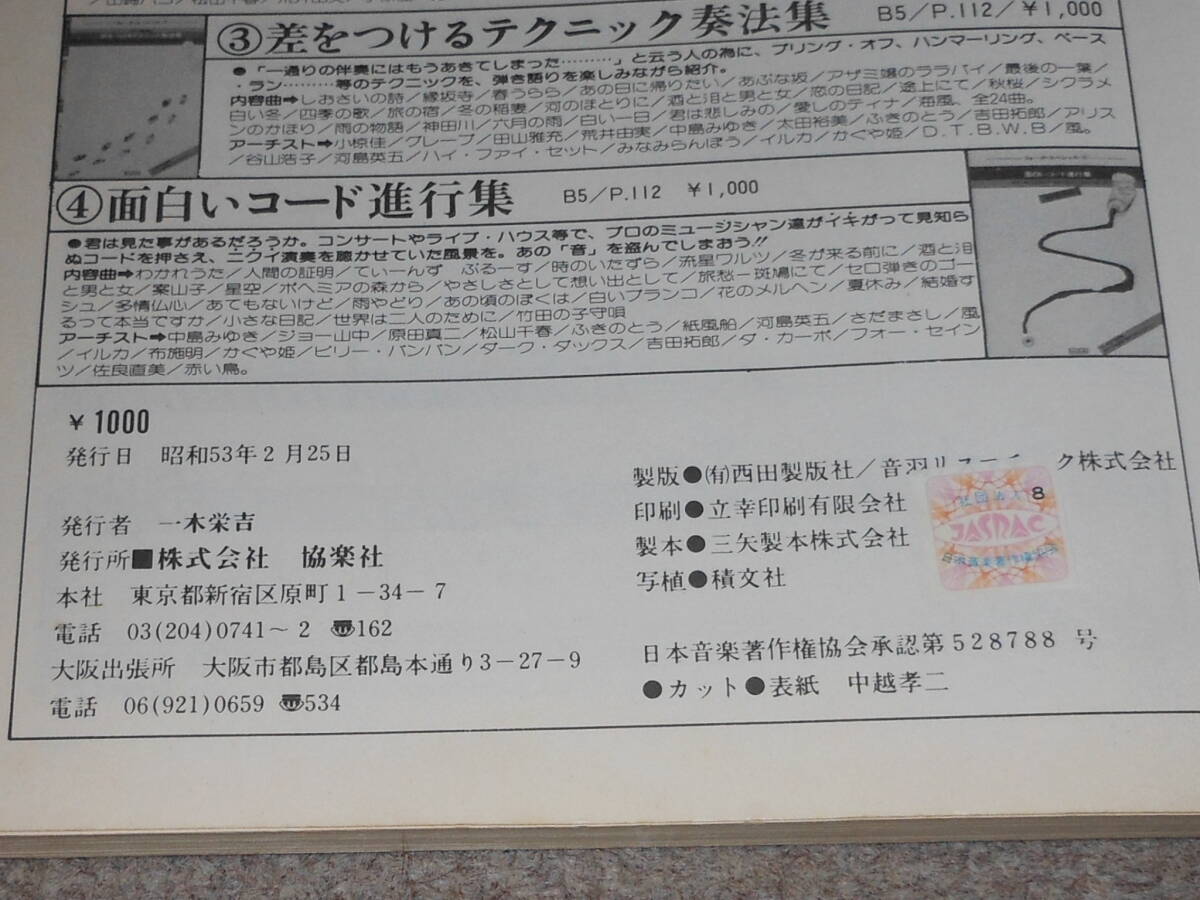 ③差をつけるテクニック奏法集 B5/P.112/¥1,000
●「一通りの伴奏にはもうあきてしまった………」と云う人の為に、プリング・オフ、ハンマーリング、ベース
・ラン………等のテクニックを、弾き語りを楽しみながら紹介。
内容曲➡しおさいの詩/縁坂寺/春うらら/あの日に帰りたい/あぶな坂/アザミ嬢のララバイ/最後の一葉/
白い冬/四季の歌/旅の宿/冬の稲妻/河のほとりに/酒と泪と男と女/恋の日記/途上にて/秋桜/シクラメ
ンのかほり/雨の物語/神田川/六月の雨/白い一日/君は悲しみの/愛しのティナ/海風、全24曲。
アーチスト➡小椋佳/グレープ/田山雅充/荒井由実/中島みゆき/太田裕美/ふきのとう/吉田拓郎/アリス
/谷山浩子/河島英五/ハイ・ファイ・セット/みなみらんぼう/イルカ/かぐや姫/D.T.B.W.B/風。
④面白いコード進行集 B5/P.112 ¥1,000
●君は見た事があるだろうか。コンサートやライブ・ハウス等で、プロのミュージシャン達がイキがって見知ら
ぬコードを押さえ、ニクイ演奏を聴かせていた風景を。あの「音」を盗んでしまおう!!
内容曲➡わかれうた/人間の証明/てぃーんず ぶるーす/時のいたずら/流星ワルツ/冬が来る前に/酒と泪
と男と女/案山子/星空/ボヘミアの森から/やさしさとして想い出として/旅愁−斑鳩にて/セロ弾きのゴー
シュ/多情仏心/あてもないけど/雨やどり/あの頃のぼくは/白いブランコ/花のメルヘン/夏休み/結婚す
るって本当ですか/小さな日記/世界は二人のために/竹田の子守唄
アーチスト➡中島みゆき/ジョー山中/原田真二/松山千春/ふきのとう/紙風船/河島英五/さだまさし/風
/イルカ/布施明/かぐや姫/ビリー・バンバン/ダーク・ダックス/吉田拓郎/ダ・カーポ/フォー・セイン
ツ/佐良直美/赤い鳥。
¥1000
発行日 昭和53年2月25日
発行者 一木栄吉
発行所■株式会社 協楽社
本社 東京都新宿区原町1−34−7
電話 03(204)0741〜2 ☎162
大阪出張所 大阪市都島区都島本通り3−27−9
電話 06(921)0659 ☎534
製版●(有)西田製版社/音羽リ ク株式会社
印刷●立幸印刷有限会社
製本●三矢製本株式会社
写植●積文社
社団法人 8
JASRAC
日本音楽著作権協会
日本音楽著作権協会承認第528788号
●カット●表紙 中越孝二